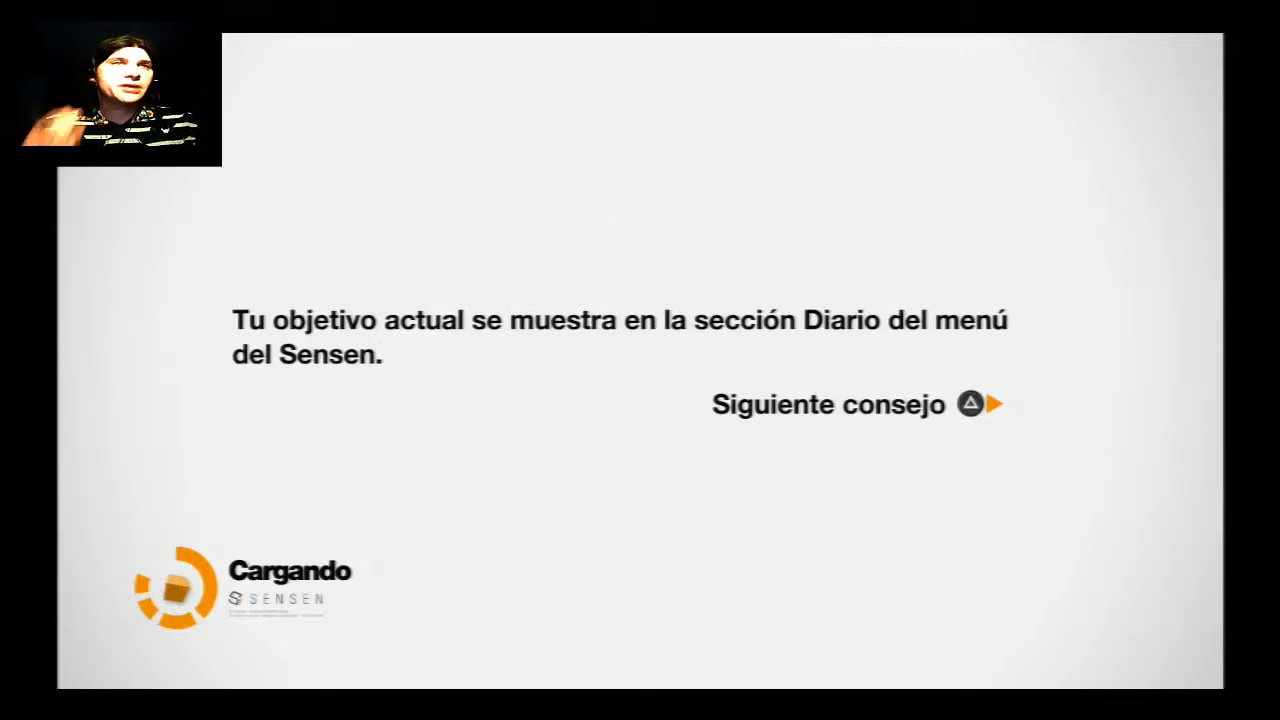 Tu objetivo actual se muestra en la sección Diario del menú
del Sensen.
Siguiente consejo
Cargando
SENSEN